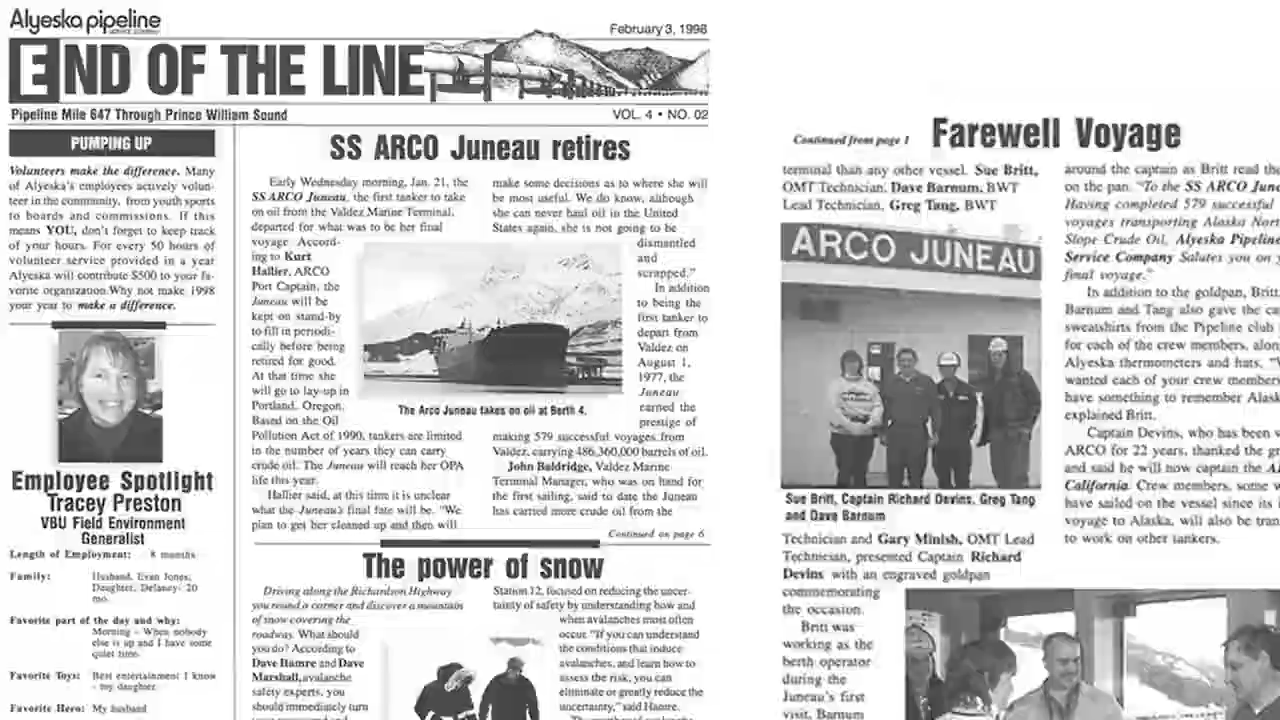 Alyeska pipeline
SERVICE COMPANY
February 3, 1998
END OF THE LINE
Pipeline Mile 647 Through Prince William Sound
VOL. 4 • NO. 02
PUMPING UP
Volunteers make the difference. Many
of Alyeska's employees actively volun-
teer in the community, from youth sports
to boards and commissions. If this
means YOU, don't forget to keep track
of your hours. For every 50 hours of
volunteer service provided in a year
Alyeska will contribute $500 to your fa-
vorite organization. Why not make 1998
your year to make a difference.
Employee Spotlight
Tracey Preston
VBU Field Environment
Generalist
Length of Employment: 8 months
Family: Husband, Evan Jones,
Daughter, Delaney- 20
mo.
Favorite part of the day and why:
Morning - When nobody
else is up and I have some
quiet time.
Favorite Toys: Best entertainment I know
- my daughter
Favorite Hero: My husband
SS ARCO Juneau retires
Early Wednesday morning, Jan. 21, the
SS ARCO Juneau, the first tanker to take
on oil from the Valdez Marine Terminal,
departed for what was to be her final
voyage. Accord-
ing to Kurt
Hallier, ARCO
Port Captain, the
Juneau will be
kept on stand-by
to fill in periodi-
cally before being
retired for good.
At that time she
will go to lay-up in
Portland, Oregon.
Based on the Oil
Pollution Act of 1990, tankers are limited
in the number of years they can carry
crude oil. The Juneau will reach her OPA
life this year.
Hallier said, at this time it is unclear
what the Juneau's final fate will be. "We
plan to get her cleaned up and then will
make some decisions as to where she will
be most useful. We do know, although
she can never haul oil in the United
States again, she is not going to be
dismantled
and
scrapped."
In addition
to being the
first tanker to
depart from
Valdez on
August 1,
1977, the
Juneau
earned the
prestige of
The Arco Juneau takes on oil at Berth 4.
making 579 successful voyages from
Valdez, carrying 486,360,000 barrels of oil.
John Baldridge, Valdez Marine
Terminal Manager, who was on hand for
the first sailing, said to date the Juneau
has carried more crude oil from the
Continued on page 6
The power of snow
Driving along the Richardson Highway
you round a corner and discover a mountain
of snow covering the
roadway. What should
you do? According to
Dave Hamre and Dave
Marshall, avalanche
safety experts, you
should immediately turn
Station 12, focused on reducing the uncer-
tainty of safety by understanding how and
when avalanches most often
occur. "If you can understand
the conditions that induce
avalanches, and learn how to
assess the risk, you can
eliminate or greatly reduce the
uncertainty," said Hamre.
Continued from page 1
Farewell Voyage
terminal than any other vessel. Sue Britt,
OMT Technician, Dave Barnum, BWT
Lead Technician, Greg Tang, BWT
ARCO JUNEAU
Sue Britt, Captain Richard Devins, Greg Tang
and Dave Barnum
Technician and Gary Minish, OMT Lead
Technician, presented Captain Richard
Devins with an engraved goldpan
commemorating
the occasion.
Britt was
working as the
berth operator
during the
Juneau's first
visit, Barnum
around the captain as Britt read the
on the pan. "To the SS ARCO June
Having completed 579 successful
voyages transporting Alaska Nor
Slope Crude Oil, Alyeska Pipeline
Service Company Salutes you on y
final voyage."
In addition to the goldpan, Britt,
Barnum and Tang also gave the ca
sweatshirts from the Pipeline club
for each of the crew members, alon
Alyeska thermometers and hats. "
wanted each of your crew members
have something to remember Alask
explained Britt.
Captain Devins, who has been w
ARCO for 22 years, thanked the gr
and said he will now captain the A
California. Crew members, some w
have sailed on the vessel since its
voyage to Alaska, will also be tran
to work on other tankers.